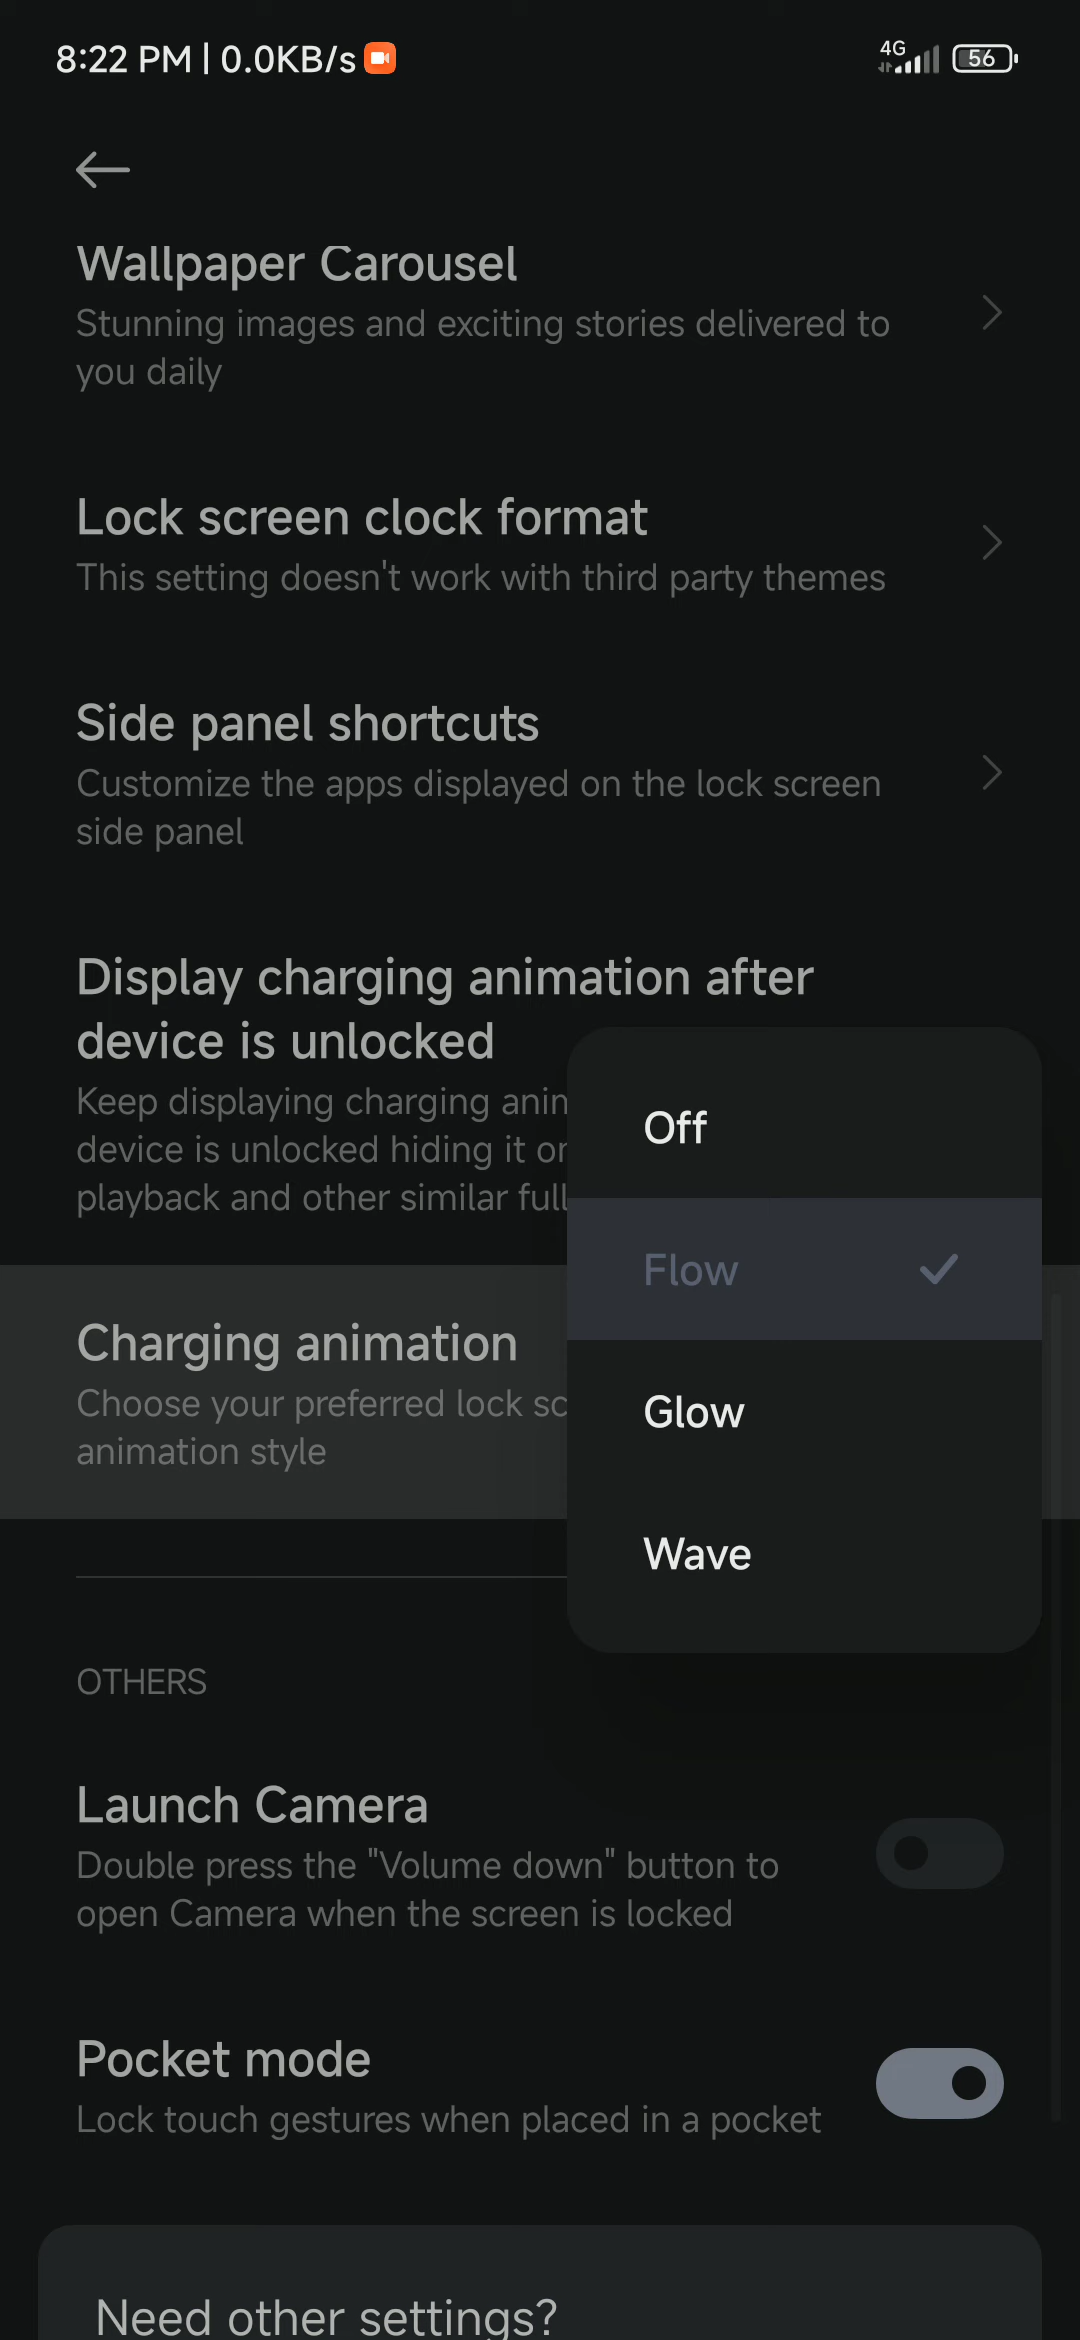 8:22 PM | 0.0KB/s
4G
56
Wallpaper Carousel
Stunning images and exciting stories delivered to
you daily
Lock screen clock format
This setting doesn't work with third party themes
Side panel shortcuts
Customize the apps displayed on the lock screen
side panel
Display charging animation after
device is unlocked
Keep displaying charging
device is unlocked hiding it
playback and other similar
Charging animation
Choose your preferred lock
animation style
Off
Flow
Glow
Wave
OTHERS
Launch Camera
Double press the "Volume down" button to
open Camera when the screen is locked
Pocket mode
Lock touch gestures when placed in a pocket
Need other settings?